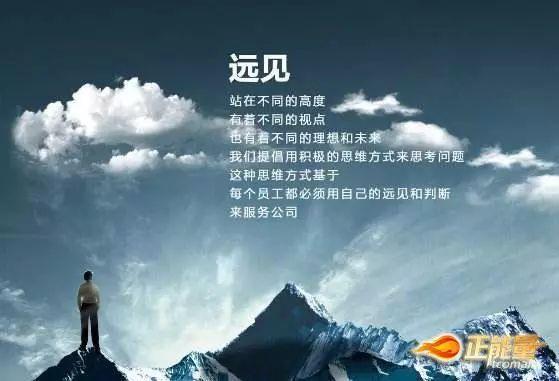 远见
站在不同的高度
有着不同的视点
也有着不同的理想和未来
我们提倡用积极的思维方式来思考问题
这种思维方式基于
每个员工都必须用自己的远见和判断
来服务公司
正能量